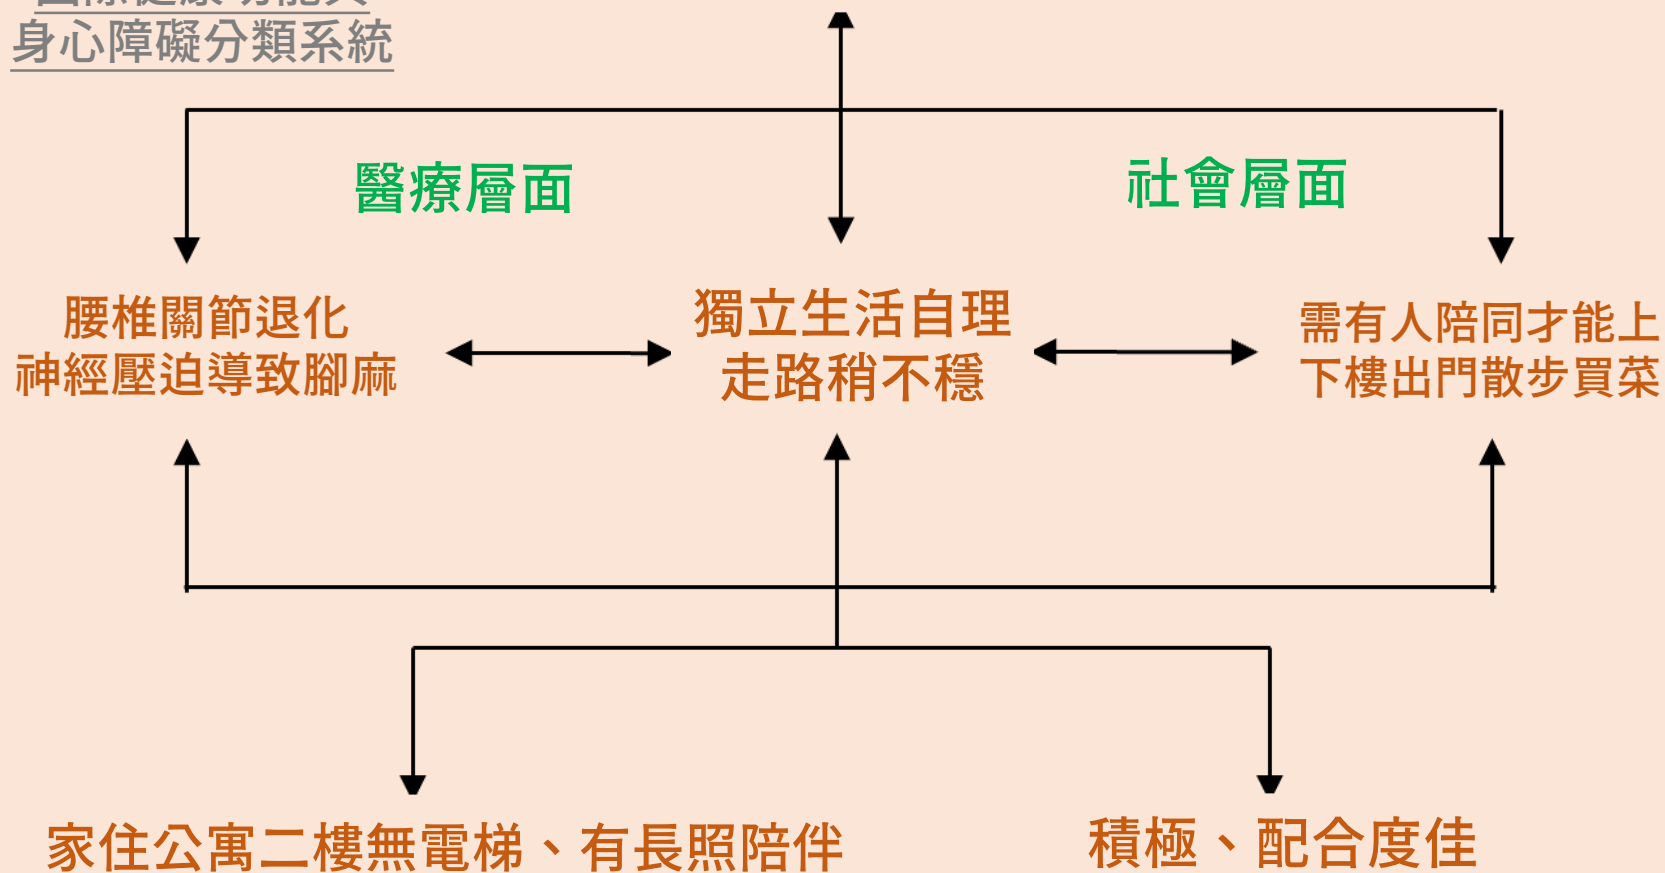 身心障礙分類系統
醫療層面
社會層面
腰椎關節退化
神經壓迫導致腳麻
獨立生活自理
走路稍不穩
需有人陪同才能上
下樓出門散步買菜
家住公寓二樓無電梯、有長照陪伴
積極、配合度佳